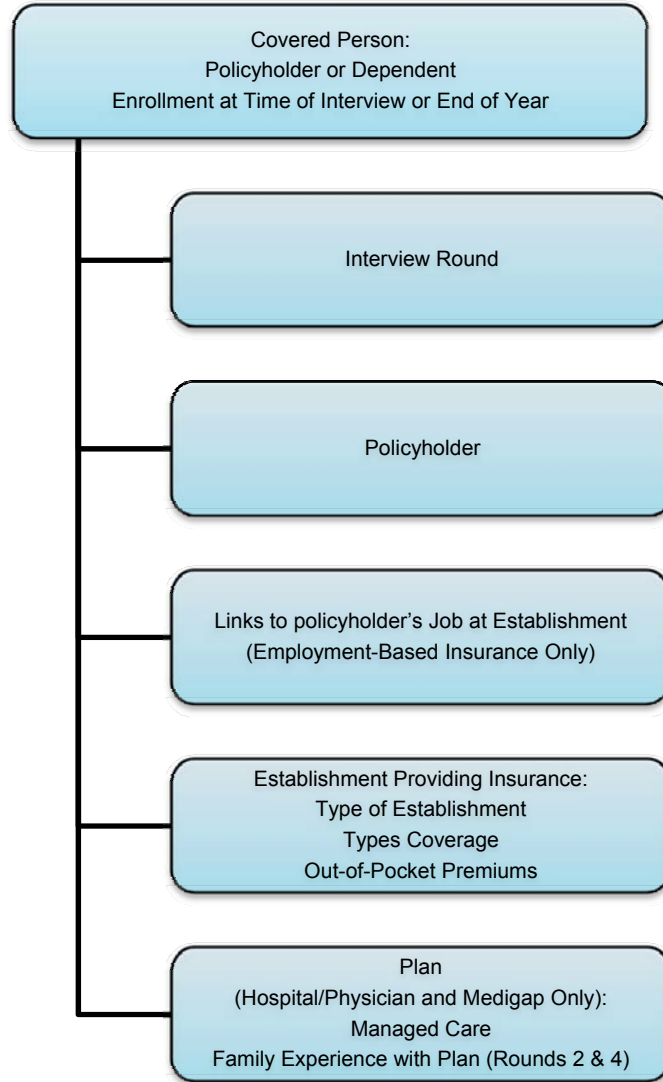 Covered Person:
Policyholder or Dependent
Enrollment at Time of Interview or End of Year
Interview Round
Policyholder
Links to policyholder’s Job at Establishment
(Employment-Based Insurance Only)
Establishment Providing Insurance:
Type of Establishment
Types Coverage
Out-of-Pocket Premiums
Plan
(Hospital/Physician and Medigap Only):
Managed Care
Family Experience with Plan (Rounds 2 & 4)